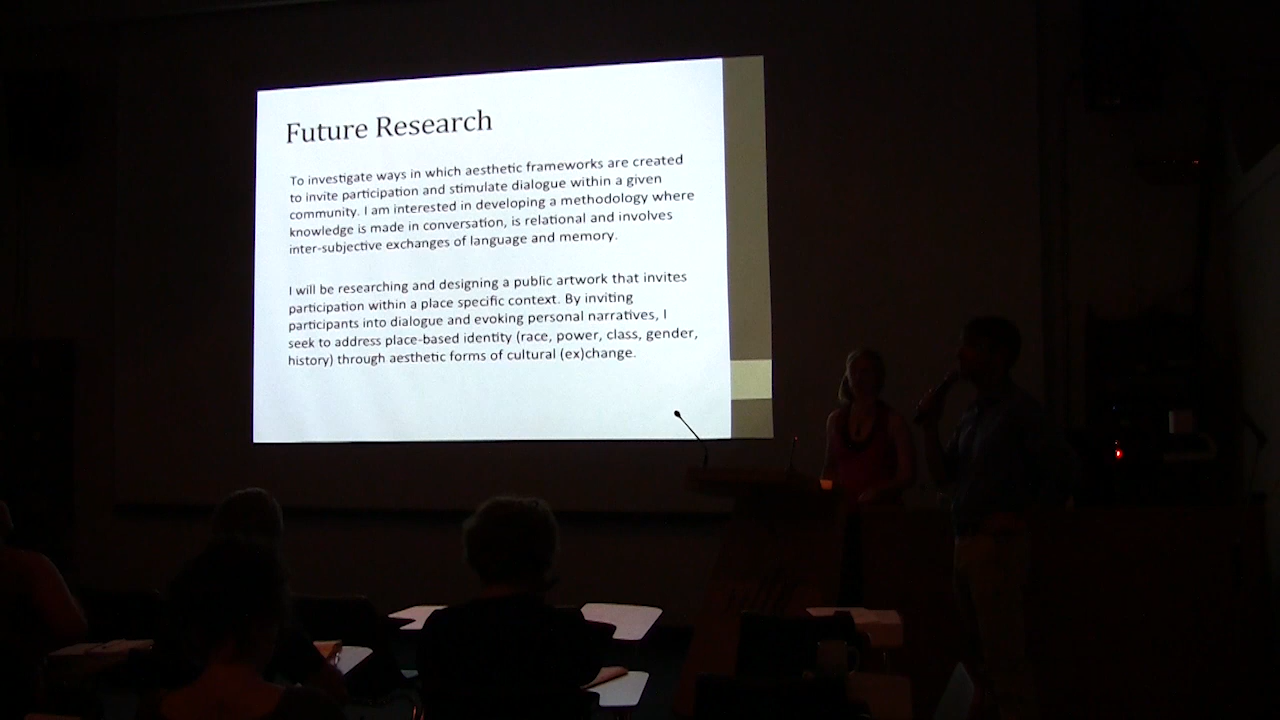 Future Research
To investigate ways in which aesthetic frameworks are created
to invite participation and stimulate dialogue within a given
community. I am interested in developing a methodology where
knowledge is made in conversation, is relational and involves
inter-subjective exchanges of language and memory.
I will be researching and designing a public artwork that invites
participation within a place specific context. By inviting
participants into dialogue and evoking personal narratives, I
seek to address place-based identity (race, power, class, gender,
history) through aesthetic forms of cultural (ex)change.